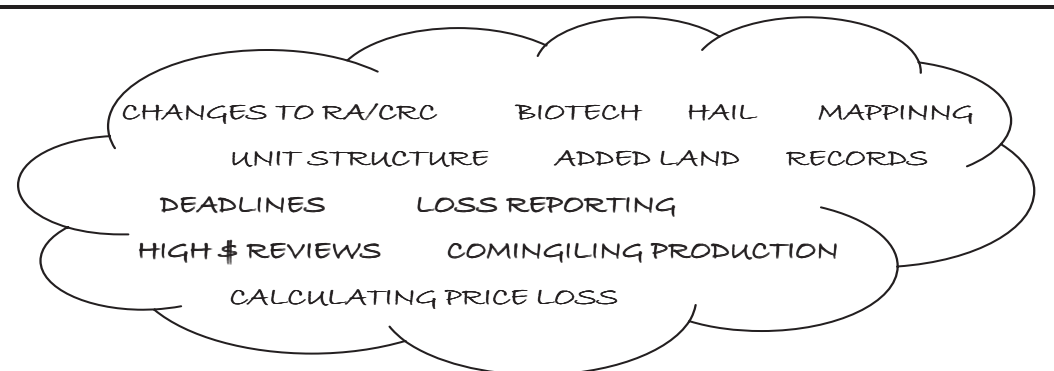 CHANGES TO RA/CRC BIOTECH HAIL MAPPINNG
UNIT STRUCTURE ADDED LAND RECORDS
DEADLINES LOSS REPORTING
HIGH $ REVIEWS COMINGILING PRODUCTION
CALCULATING PRICE LOSS